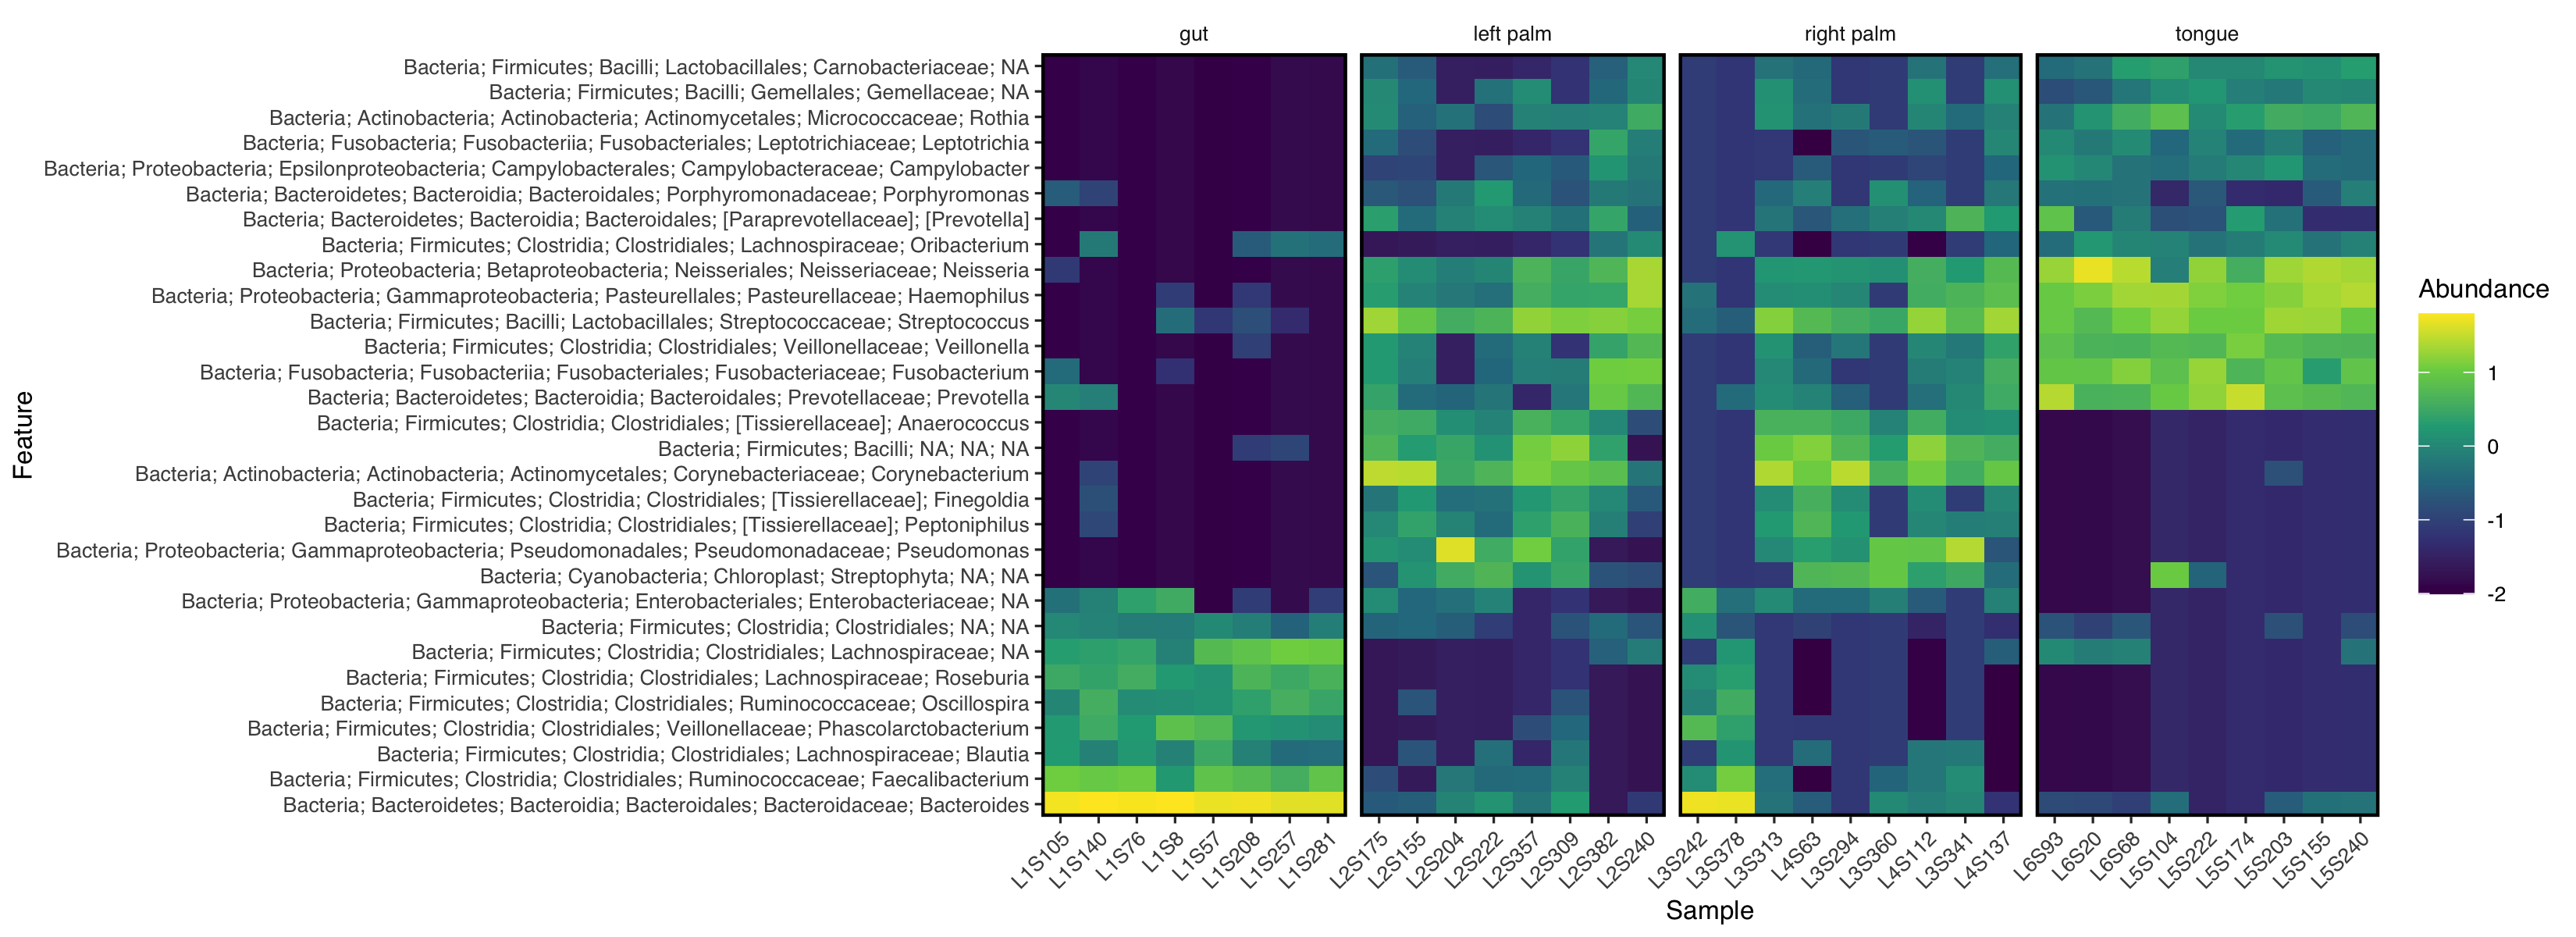 gut
left palm
right palm
tongue
Bacteria; Firmicutes; Bacilli; Lactobacillales; Carnobacteriaceae; NA
Bacteria; Firmicutes; Bacilli; Gemellales; Gemellaceae; NA
Bacteria; Actinobacteria; Actinobacteria; Actinomycetales; Micrococcaceae; Rothia
Bacteria; Fusobacteria; Fusobacteriia; Fusobacteriales; Leptotrichiaceae; Leptotrichia
Bacteria; Proteobacteria; Epsilonproteobacteria; Campylobacterales; Campylobacteraceae; Campylobacter
Bacteria; Bacteroidetes; Bacteroidia; Bacteroidales; Porphyromonadaceae; Porphyromonas
Bacteria; Bacteroidetes; Bacteroidia; Bacteroidales; [Paraprevotellaceae]; [Prevotella]
Bacteria; Firmicutes; Clostridia; Clostridiales; Lachnospiraceae; Oribacterium
Bacteria; Proteobacteria; Betaproteobacteria; Neisseriales; Neisseriaceae; Neisseria
Bacteria; Proteobacteria; Gammaproteobacteria; Pasteurellales; Pasteurellaceae; Haemophilus
Bacteria; Firmicutes; Bacilli; Lactobacillales; Streptococcaceae; Streptococcus
Bacteria; Firmicutes; Clostridia; Clostridiales; Veillonellaceae; Veillonella
Bacteria; Fusobacteria; Fusobacteriia; Fusobacteriales; Fusobacteriaceae; Fusobacterium
Bacteria; Bacteroidetes; Bacteroidia; Bacteroidales; Prevotellaceae; Prevotella
Bacteria; Firmicutes; Clostridia; Clostridiales; [Tissierellaceae]; Anaerococcus
Bacteria; Firmicutes; Bacilli; NA; NA; NA
Bacteria; Actinobacteria; Actinobacteria; Actinomycetales; Corynebacteriaceae; Corynebacterium
Bacteria; Firmicutes; Clostridia; Clostridiales; [Tissierellaceae]; Finegoldia
Bacteria; Firmicutes; Clostridia; Clostridiales; [Tissierellaceae]; Peptoniphilus
Bacteria; Proteobacteria; Gammaproteobacteria; Pseudomonadales; Pseudomonadaceae; Pseudomonas
Bacteria; Cyanobacteria; Chloroplast; Streptophyta; NA; NA
Bacteria; Proteobacteria; Gammaproteobacteria; Enterobacteriales; Enterobacteriaceae; NA
Bacteria; Firmicutes; Clostridia; Clostridiales; NA; NA
Bacteria; Firmicutes; Clostridia; Clostridiales; Lachnospiraceae; NA
Bacteria; Firmicutes; Clostridia; Clostridiales; Lachnospiraceae; Roseburia
Bacteria; Firmicutes; Clostridia; Clostridiales; Ruminococcaceae; Oscillospira
Bacteria; Firmicutes; Clostridia; Clostridiales; Veillonellaceae; Phascolarctobacterium
Bacteria; Firmicutes; Clostridia; Clostridiales; Lachnospiraceae; Blautia
Bacteria; Firmicutes; Clostridia; Clostridiales; Ruminococcaceae; Faecalibacterium
Bacteria; Bacteroidetes; Bacteroidia; Bacteroidales; Bacteroidaceae; Bacteroides
Feature
L1S105
L1S140
L1S76
L1S8
L1S57
L1S208
L1S257
L1S281
L2S175
L2S155
L2S204
L2S222
L2S357
L2S309
L2S382
L2S240
L3S242
L3S378
L3S313
L4S63
L3S294
L3S360
L4S112
L3S341
L4S137
L6S93
L6S20
L6S68
L5S104
L5S222
L5S174
L5S203
L5S155
L5S240
Sample
Abundance
1
0
-1
-2